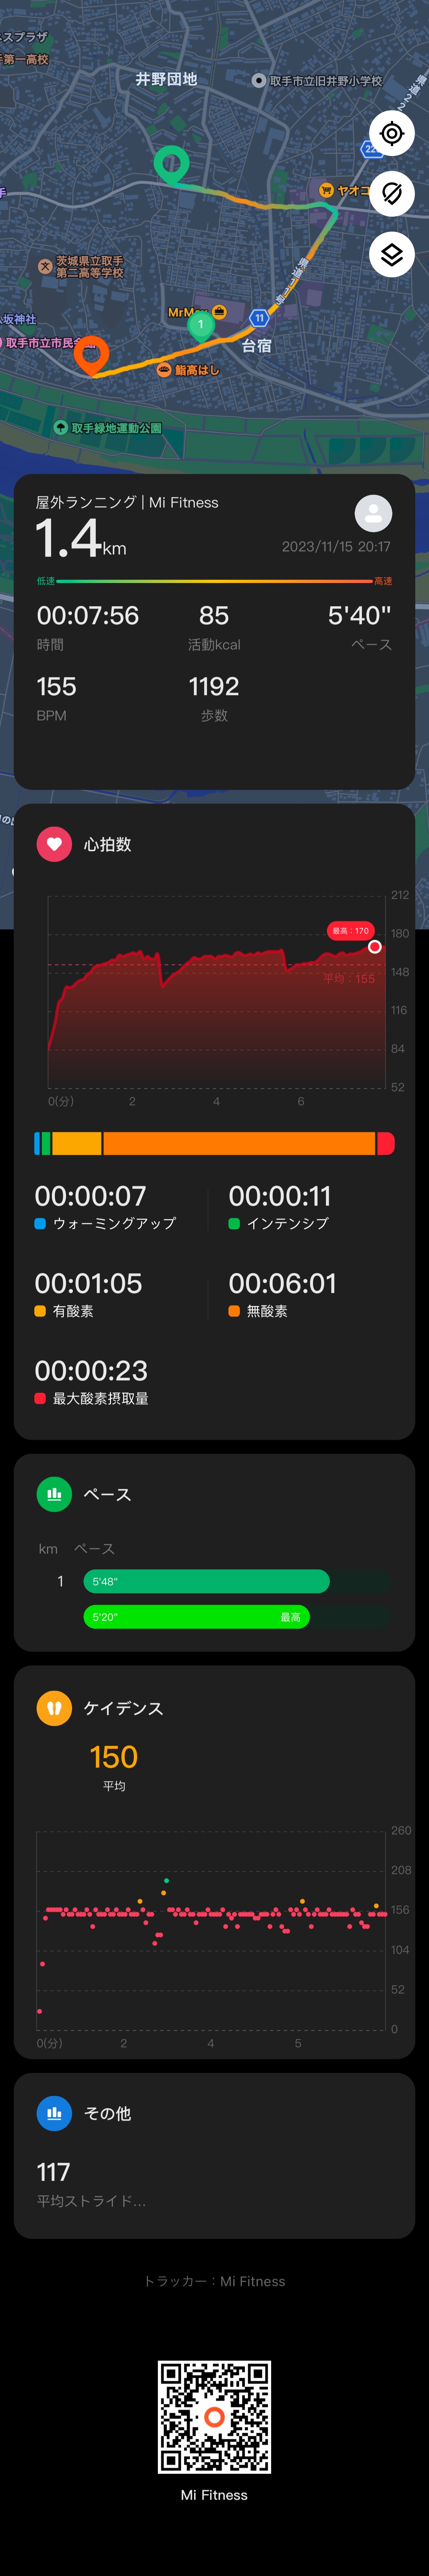 スプラザ
第一高校
井野団地
取手市立旧井野小学校
ヤオコ
茨城県立取手
第二高等学校
坂神社
取手市立市民会
MrMa
1
11
台宿
鮨高はし
取手緑地運動公園
屋外ランニング | Mi Fitness
1.4km
2023/11/15 20:17
低速
高速
00:07:56
85
5'40"
時間
活動kcal
ペース
155
1192
BPM
歩数
心拍数
212
最高：170
180
平均：155
148
116
84
52
0(分)
2
4
6
00:00:07
00:00:11
ウォーミングアップ
インテンシブ
00:01:05
00:06:01
有酸素
無酸素
00:00:23
最大酸素摂取量
ペース
km
ペース
1
5'48"
5'20"
最高
ケイデンス
150
平均
260
208
156
104
52
0
0(分)
2
4
5
その他
117
平均ストライド...
トラッカー：Mi Fitness
Mi Fitness